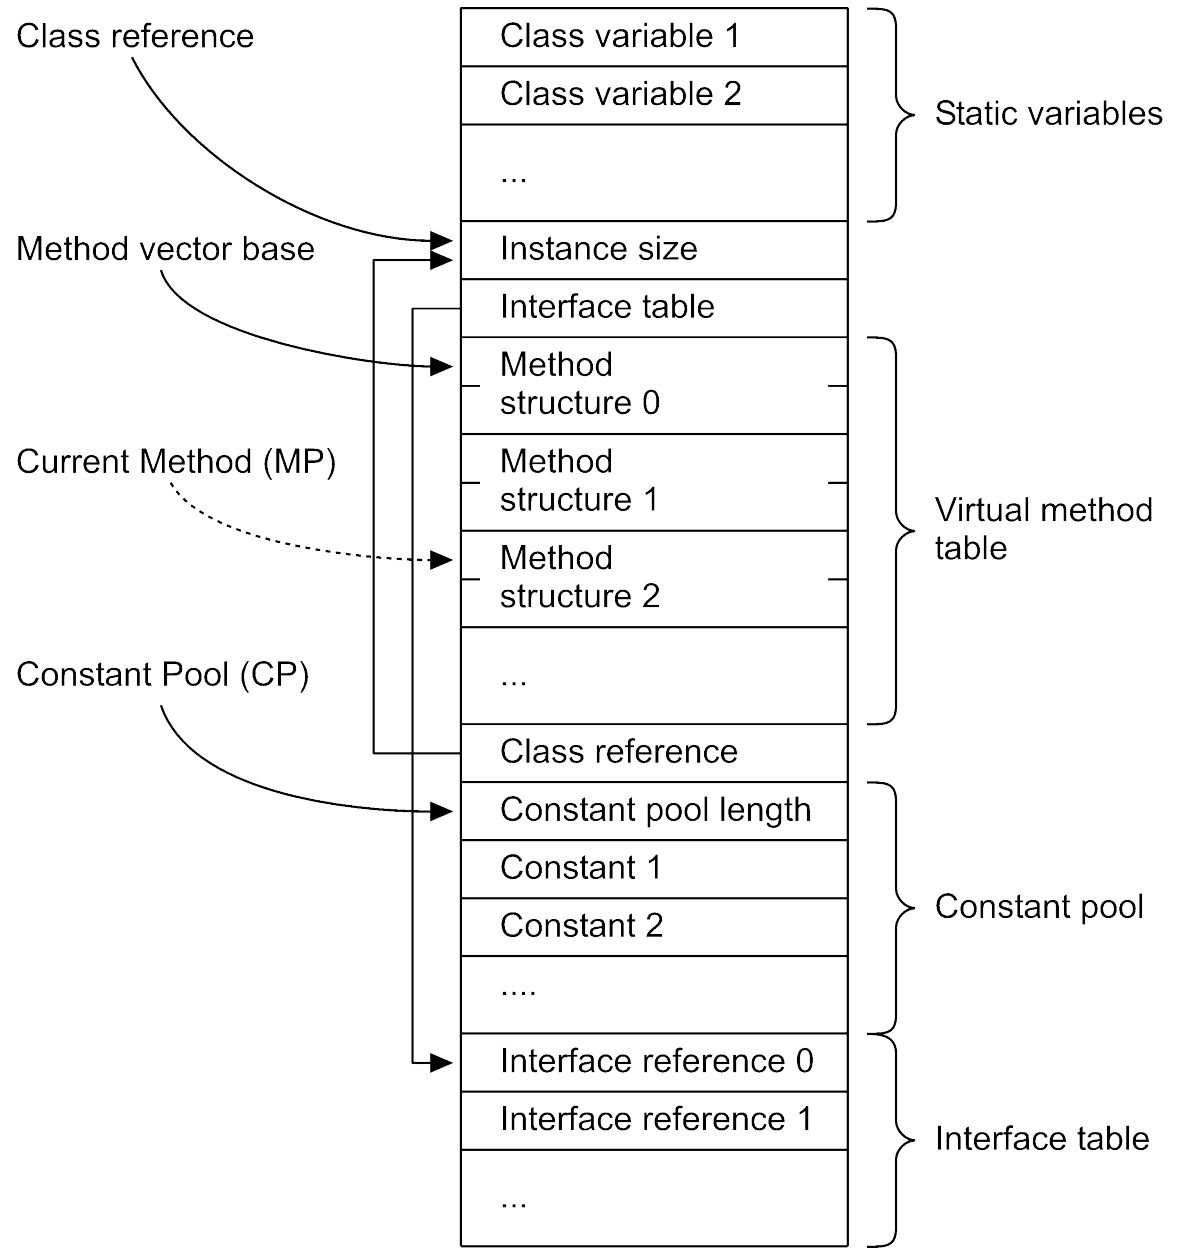 Class reference
Class variable 1
Class variable 2
Static variables
...
Method vector base
Instance size
Interface table
Method
structure 0
Current Method (MP)
Method
structure 1
Virtual method
table
Method
structure 2
Constant Pool (CP)
...
Class reference
Constant pool length
Constant 1
Constant pool
Constant 2
....
Interface reference 0
Interface reference 1
Interface table
...